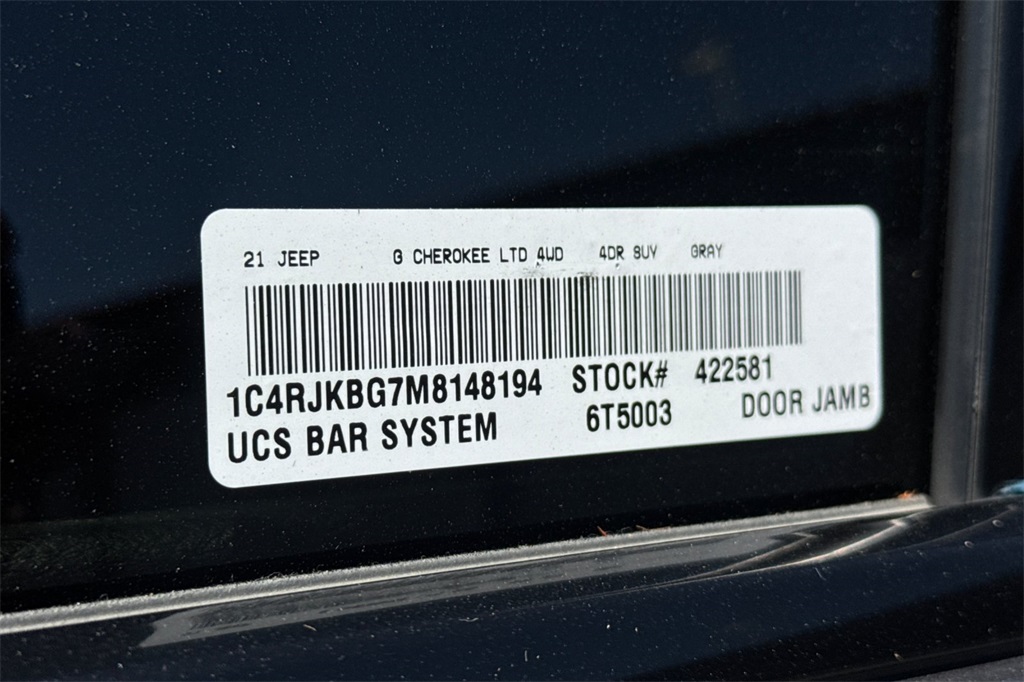 21 JEEP G CHEROKEE LTD 4WD 4DR SUV GRAY
1C4RJKBG7M8148194 STOCK# 422581
UCS BAR SYSTEM 6T5003 DOOR JAMB